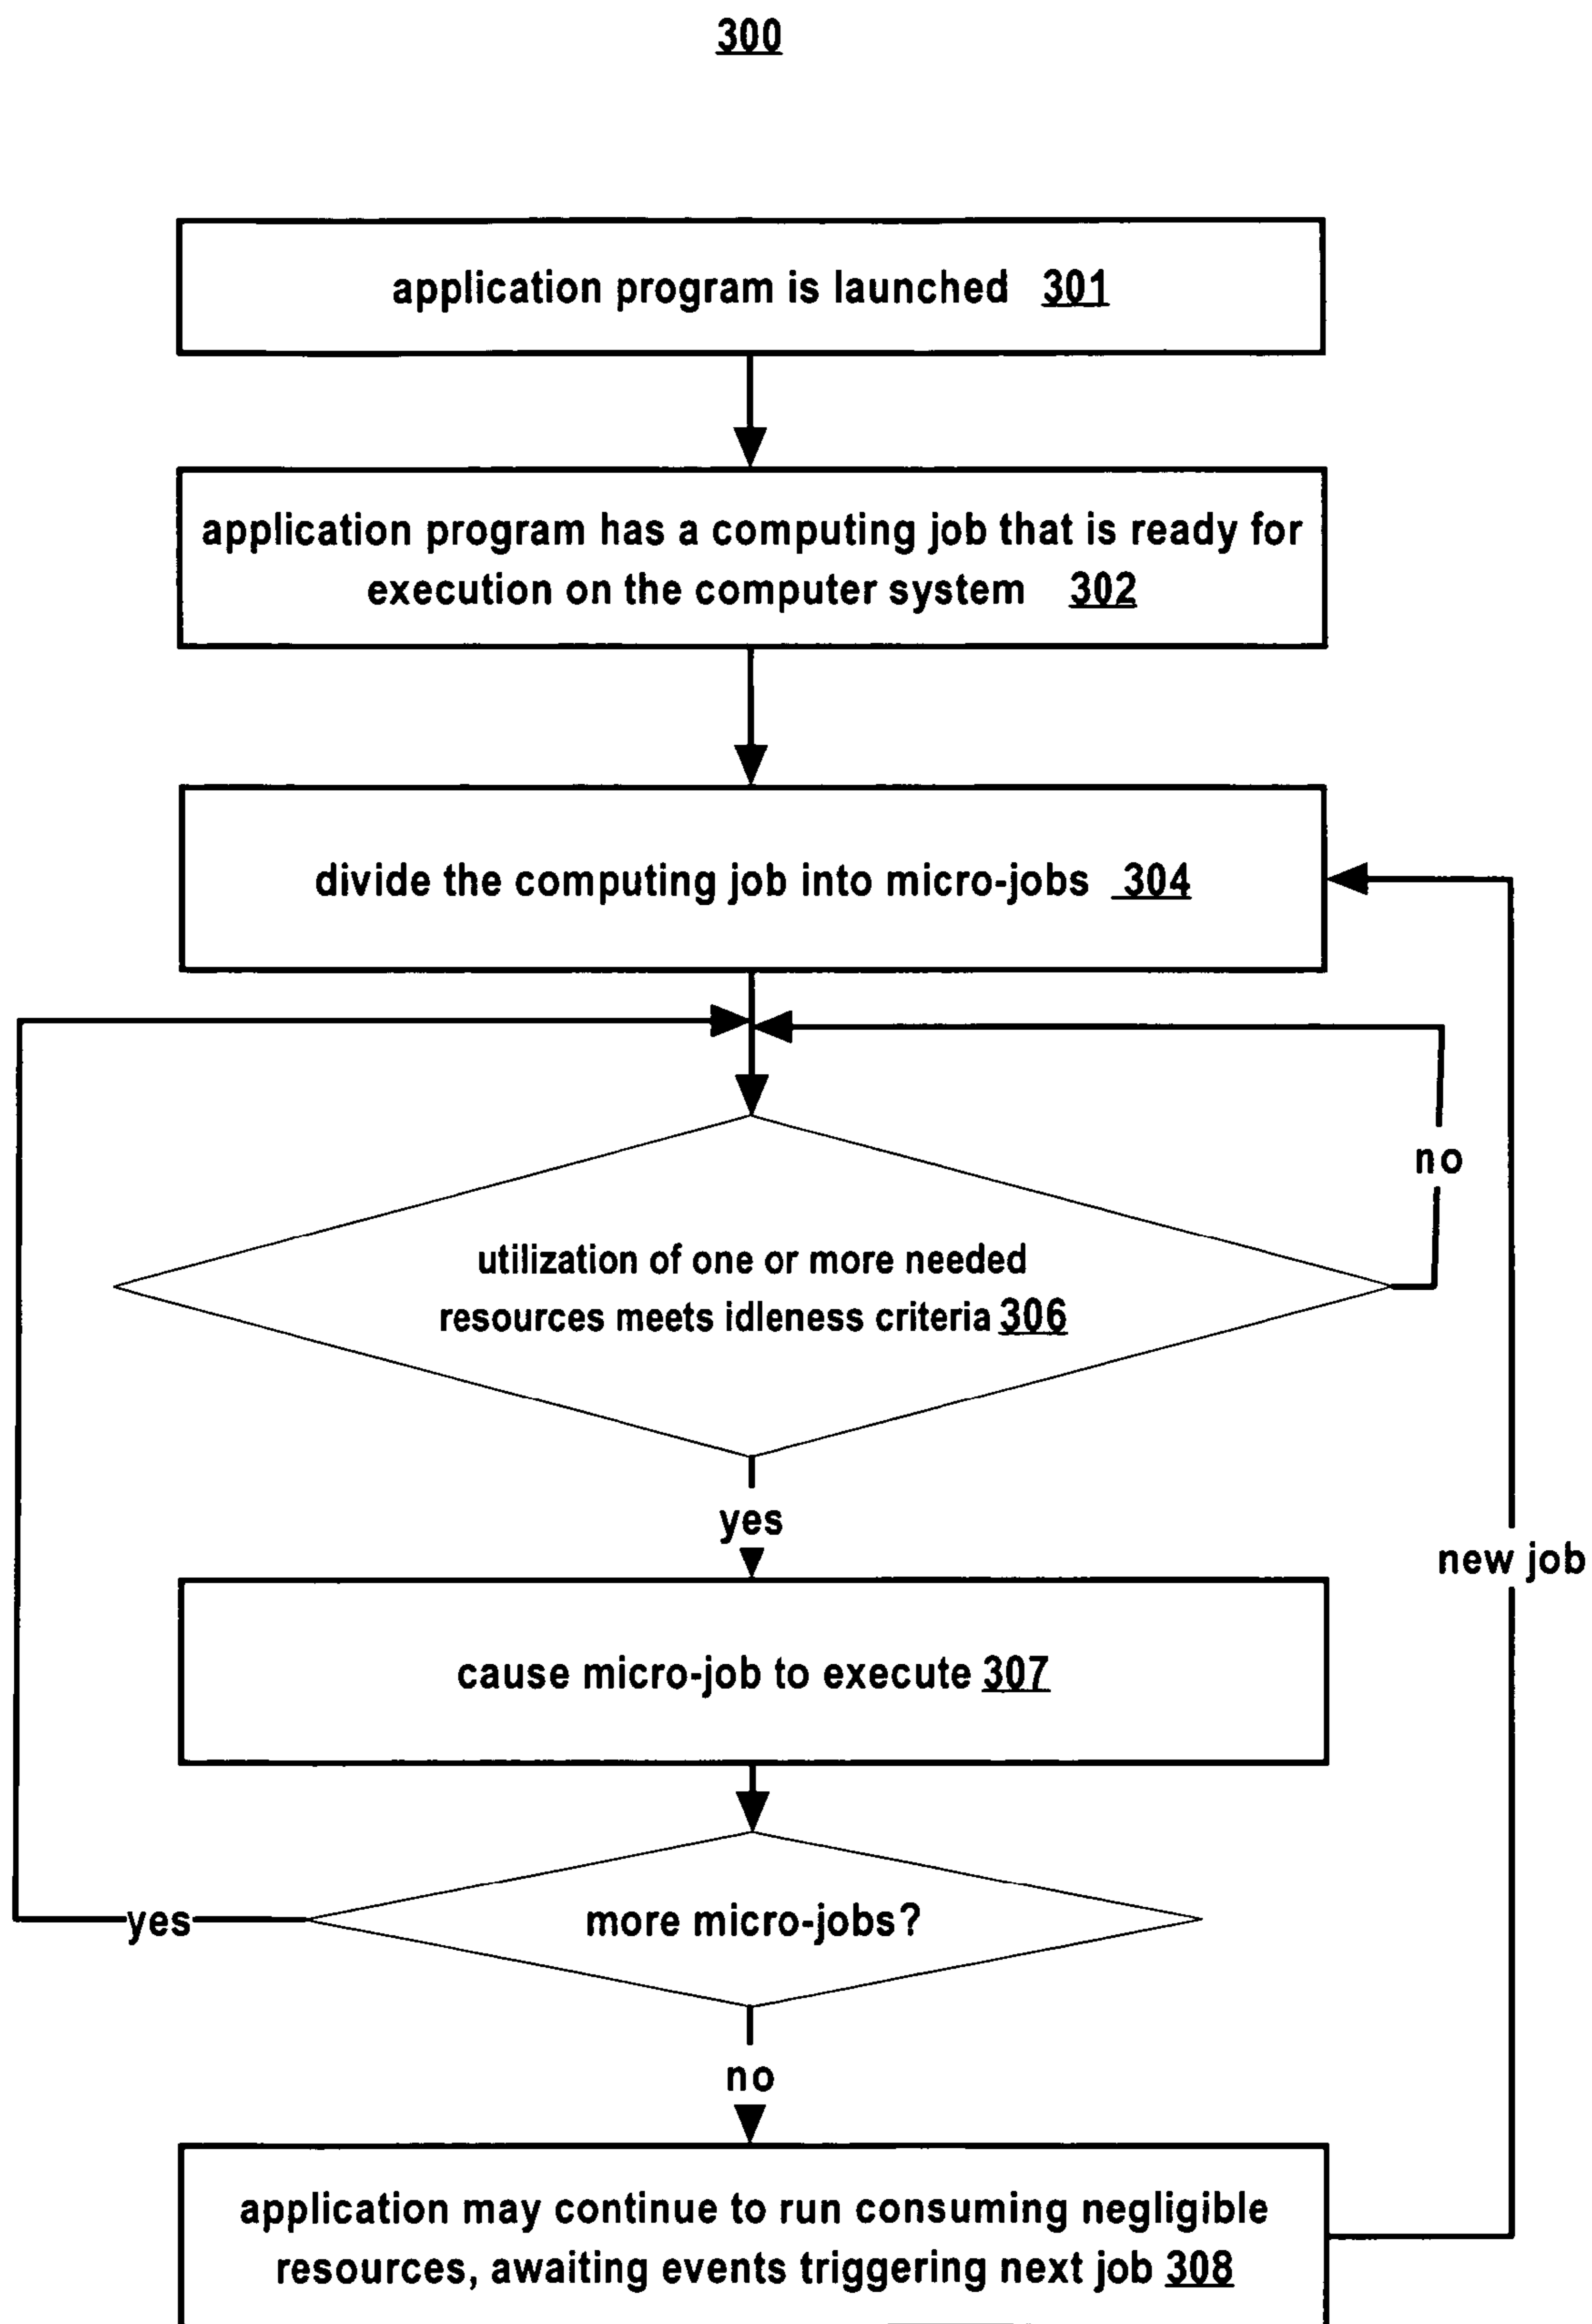 300
application program is launched 301
application program has a computing job that is ready for
execution on the computer system 302
divide the computing job into micro-jobs 304
no
utilization of one or more needed
resources meets idleness criteria 306
yes
new job
cause micro-job to execute 307
more micro-jobs?
yes
no
application may continue to run consuming negligible
resources, awaiting events triggering next job 308